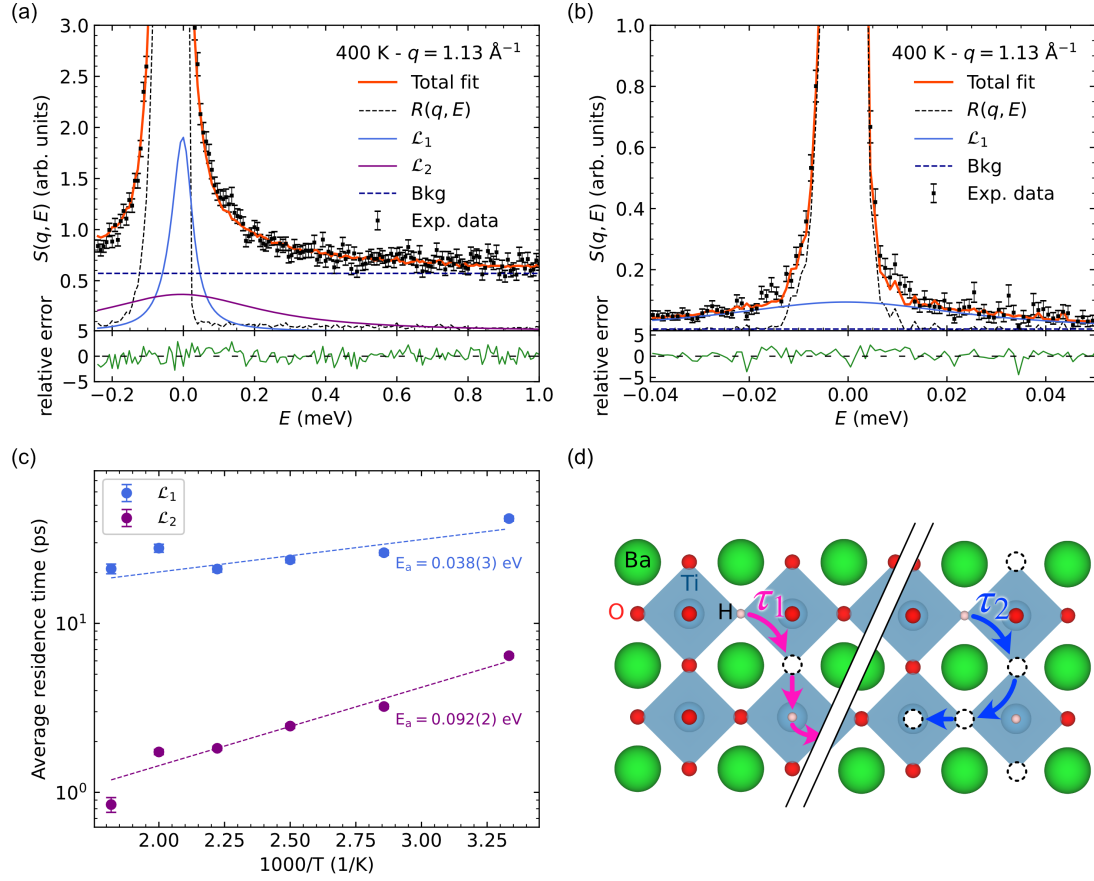 (a)
3.0
2.5
2.0
1.5
1.0
0.5
S(q, E) (arb. units)
400 K - q = 1.13 Å⁻¹
Total fit
R(q, E)
ℒ₁
ℒ₂
Bkg
Exp. data
5
0
−5
relative error
−0.2 0.0 0.2 0.4 0.6 0.8 1.0
E (meV)
(b)
1.0
0.8
0.6
0.4
0.2
S(q, E) (arb. units)
400 K - q = 1.13 Å⁻¹
Total fit
R(q, E)
ℒ₁
Bkg
Exp. data
5
0
−5
relative error
−0.04 −0.02 0.00 0.02 0.04
E (meV)
(c)
ℒ₁
ℒ₂
10¹
10⁰
Average residence time (ps)
Eₐ = 0.038(3) eV
Eₐ = 0.092(2) eV
2.00 2.25 2.50 2.75 3.00 3.25
1000/T (1/K)
(d)
Ba
Ti
O
H
τ₁
τ₂